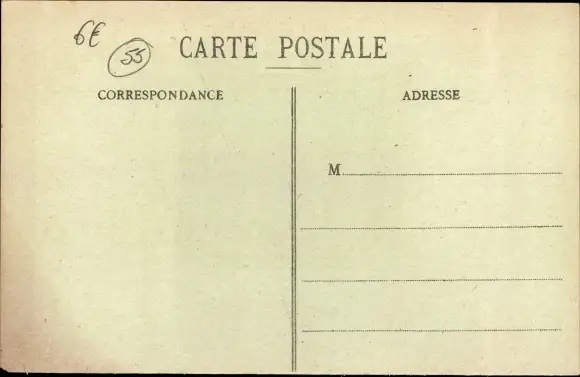 6€
55
CARTE POSTALE
CORRESPONDANCE
ADRESSE
M